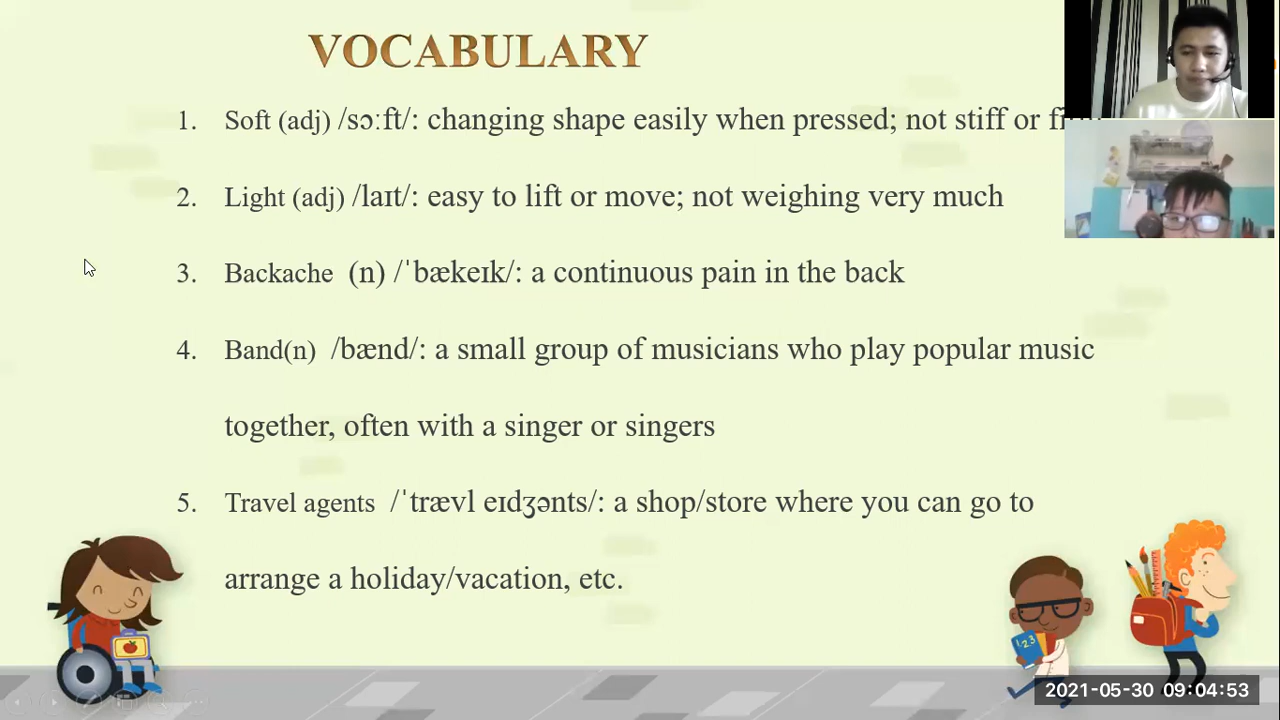 VOCABULARY
1. Soft (adj) /sɔːft/: changing shape easily when pressed; not stiff or
2. Light (adj) /laɪt/: easy to lift or move; not weighing very much
3. Backache (n) /ˈbækeɪk/: a continuous pain in the back
4. Band(n) /bænd/: a small group of musicians who play popular music
together, often with a singer or singers
5. Travel agents /ˈtrævl eɪdʒənts/: a shop/store where you can go to
arrange a holiday/vacation, etc.
1 2 3
2021-05-30 09:04:53